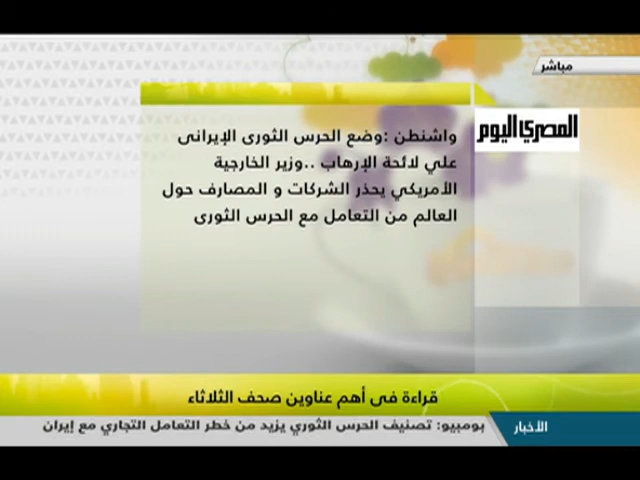 مباشر
المصري اليوم
واشنطن :وضع الحرس الثورى الإيرانى
علي لائحة الإرهاب ..وزير الخارجية
الأمريكي يحذر الشركات و المصارف حول
العالم من التعامل مع الحرس الثورى
قراءة فى أهم عناوين صحف الثلاثاء
الأخبار
بومبيو: تصنيف الحرس الثوري يزيد من خطر التعامل التجاري مع إيران